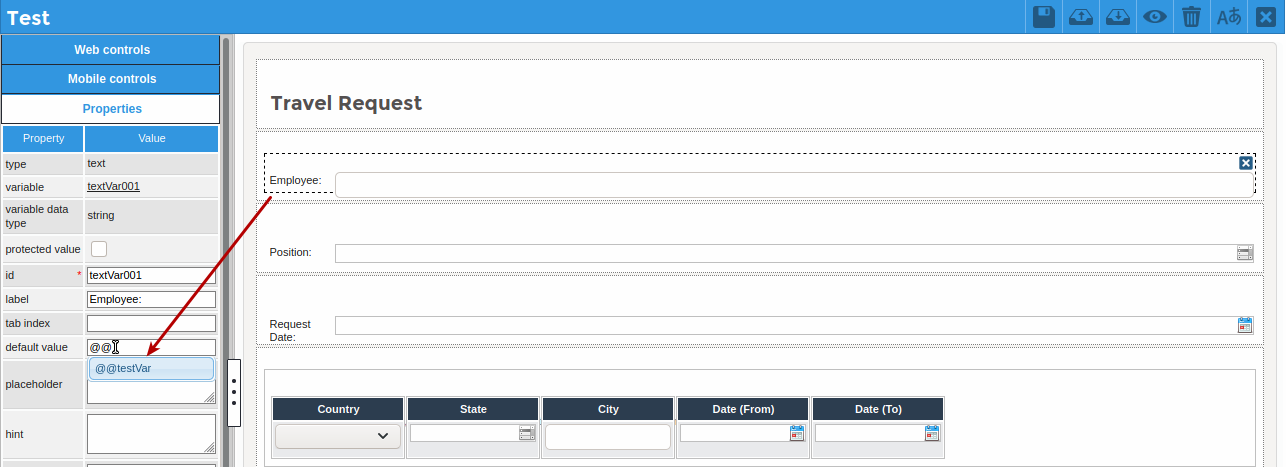 Test
Aあ
Web controls
Mobile controls
Properties
Property Value
type text
variable textVar001
variable data
type
string
protected value
id * textVar001
label Employee:
tab index
default value @@
@@testVar
placeholder
hint
Travel Request
Employee:
Position:
Request
Date:
Country State City Date (From) Date (To)